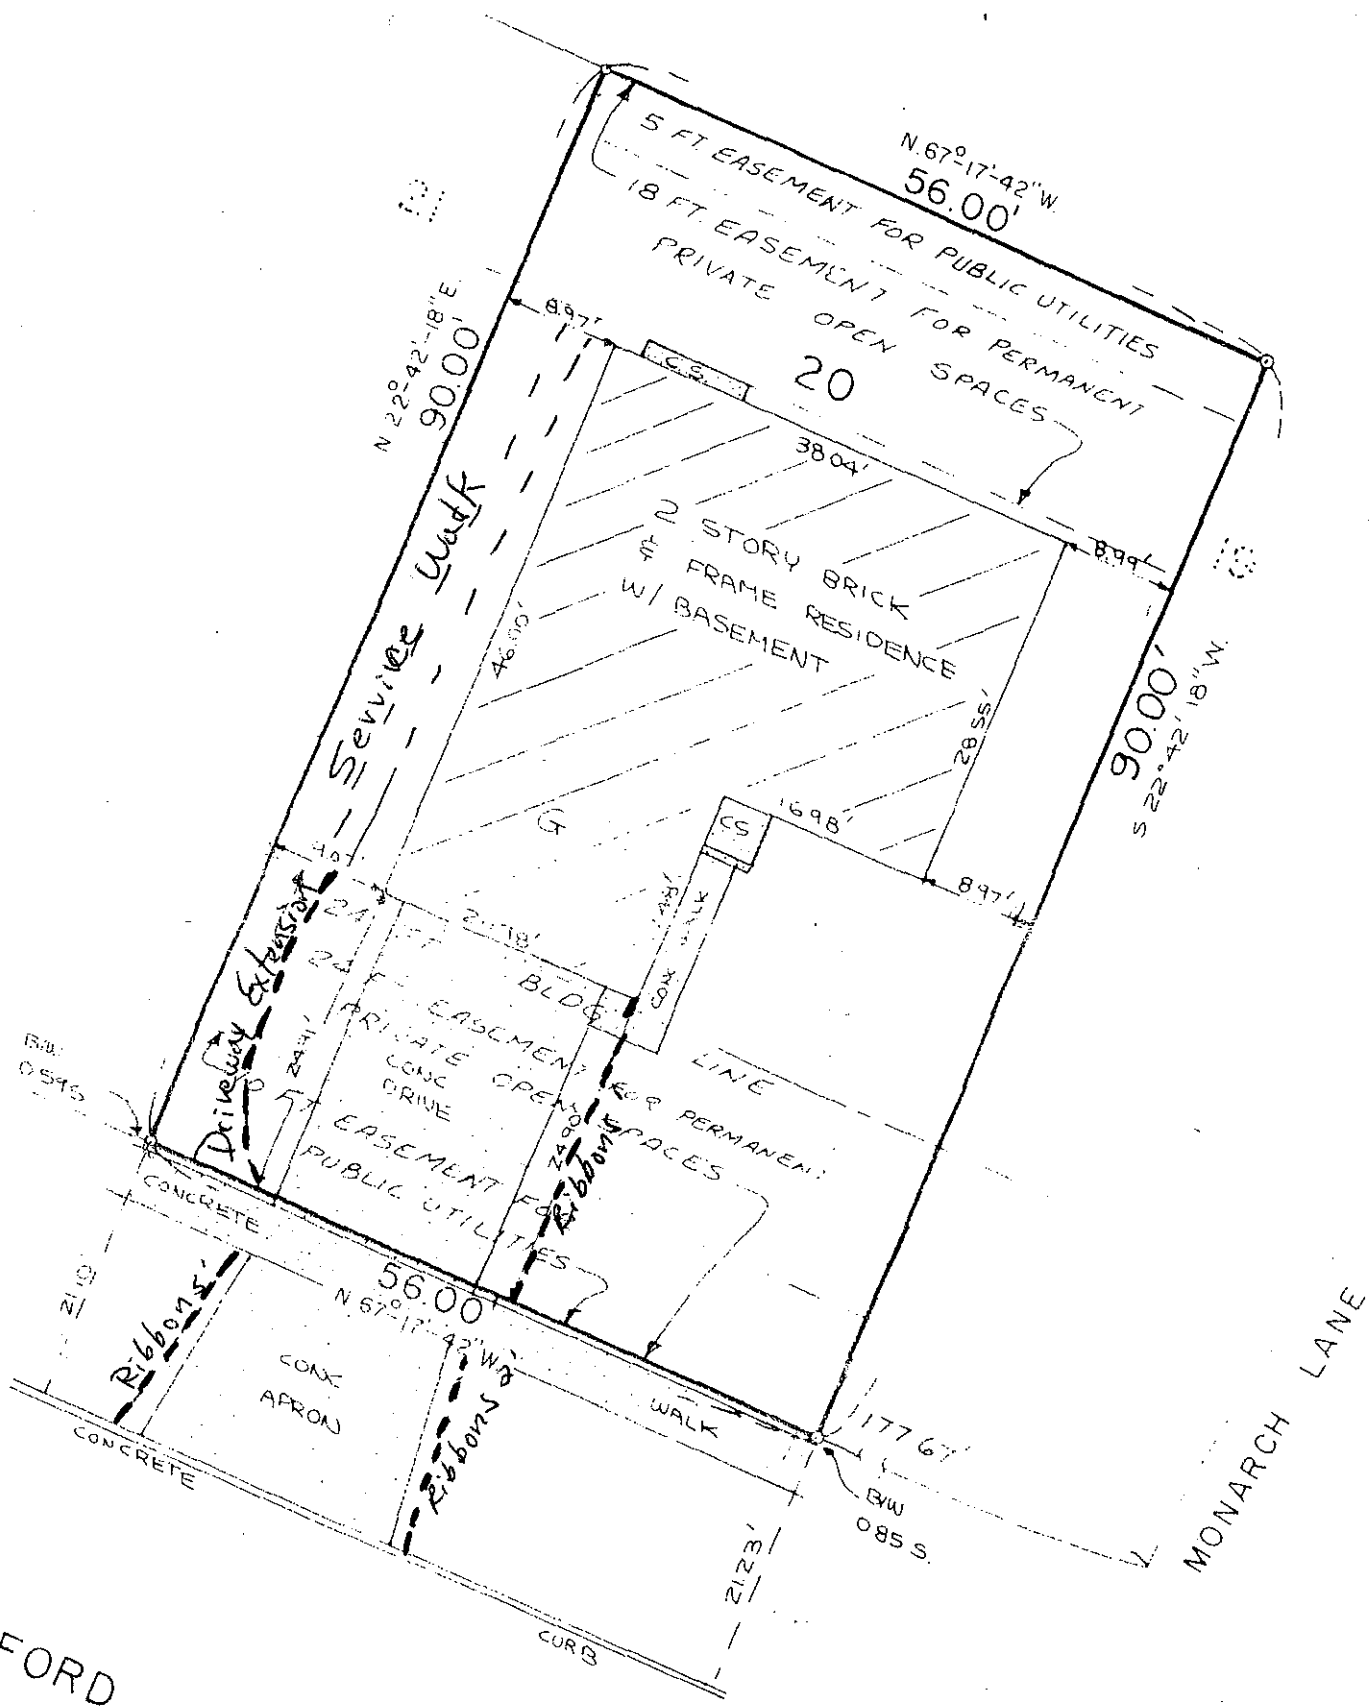 N.67°-17'-42"W.
56.00'
5 FT. EASEMENT FOR PUBLIC UTILITIES
18 FT. EASEMENT FOR PERMANENT
PRIVATE OPEN SPACES
N 22°-42'-18"E.
90.00'
8.97'
C.S.
20
38.04'
2 STORY BRICK
& FRAME RESIDENCE
W/ BASEMENT
8.99'
Service Walk
46.00'
28.55'
90.00'
S 22°42' 18"W.
G
CS
16.98'
8.97'
CONC WALK
Driveway Extension
24 FT BLDG LINE
24 FT EASEMENT FOR PERMANENT
PRIVATE OPEN SPACES
CONC
DRIVE
24.90'
Ribbons
FT EASEMENT FOR
PUBLIC UTILITIES
B/W
0.59S
CONCRETE WALK
56.00'
N 67°-17'-42"W.
21.10'
Ribbons
CONC
APRON
Ribbons 2'
177.67'
B/W
0.85 S.
21.23'
CONCRETE CURB
MONARCH LANE
FORD